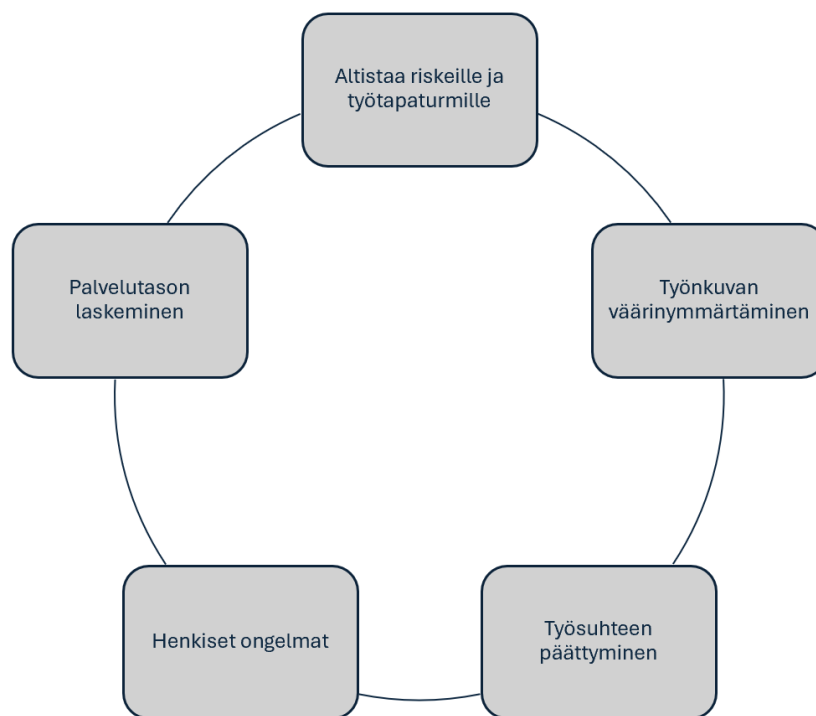 Altistaa riskeille ja
työtapaturmille
Palvelutason
laskeminen
Työnkuvan
väärinymmärtäminen
Henkiset ongelmat
Työsuhteen
päättyminen